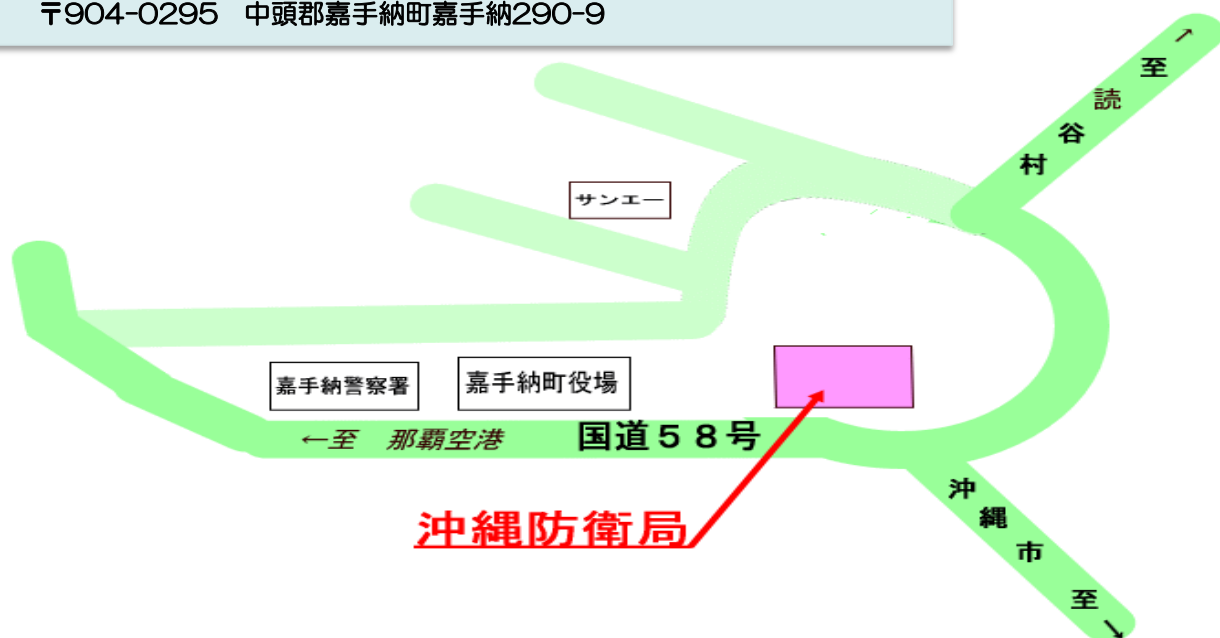 〒904-0295　中頭郡嘉手納町嘉手納290-9
至読谷村
↗
サンエー
嘉手納警察署
嘉手納町役場
←至　那覇空港
国道５８号
沖縄防衛局
沖縄市至
↘